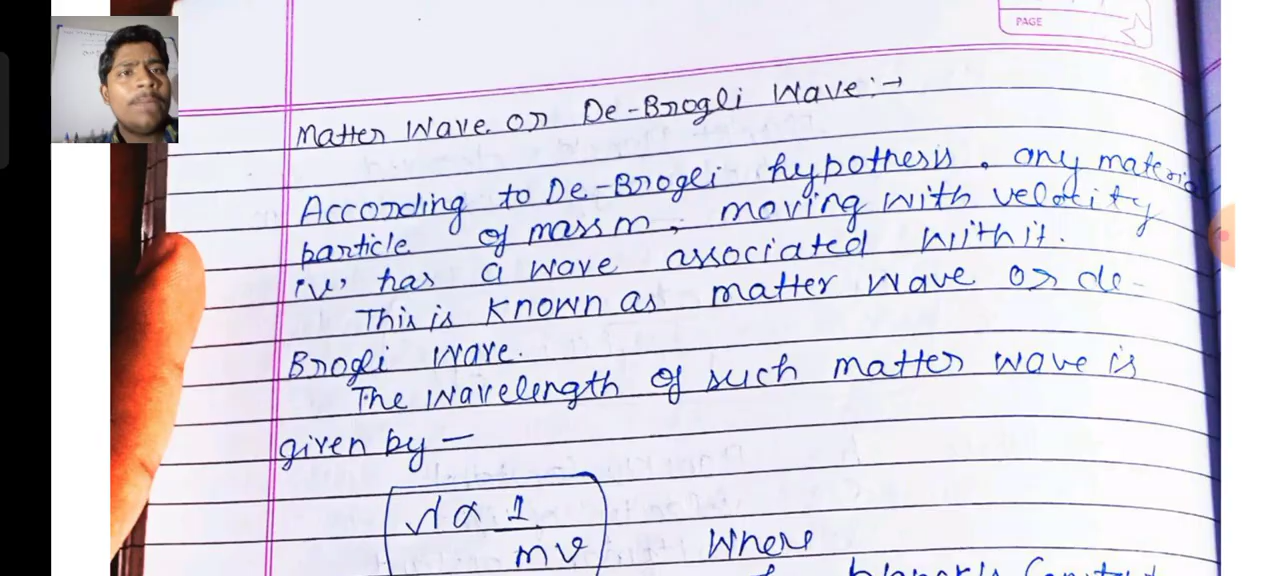 PAGE
Matter Wave or De-Brogli Wave:→
According to De-Brogli hypothesis, any materia
particle of mass m, moving with velocity
'v' has a wave associated with it.
This is known as matter wave or de-
Brogli wave.
The wavelength of such matter wave is
given by —
λ α 1
mv Where